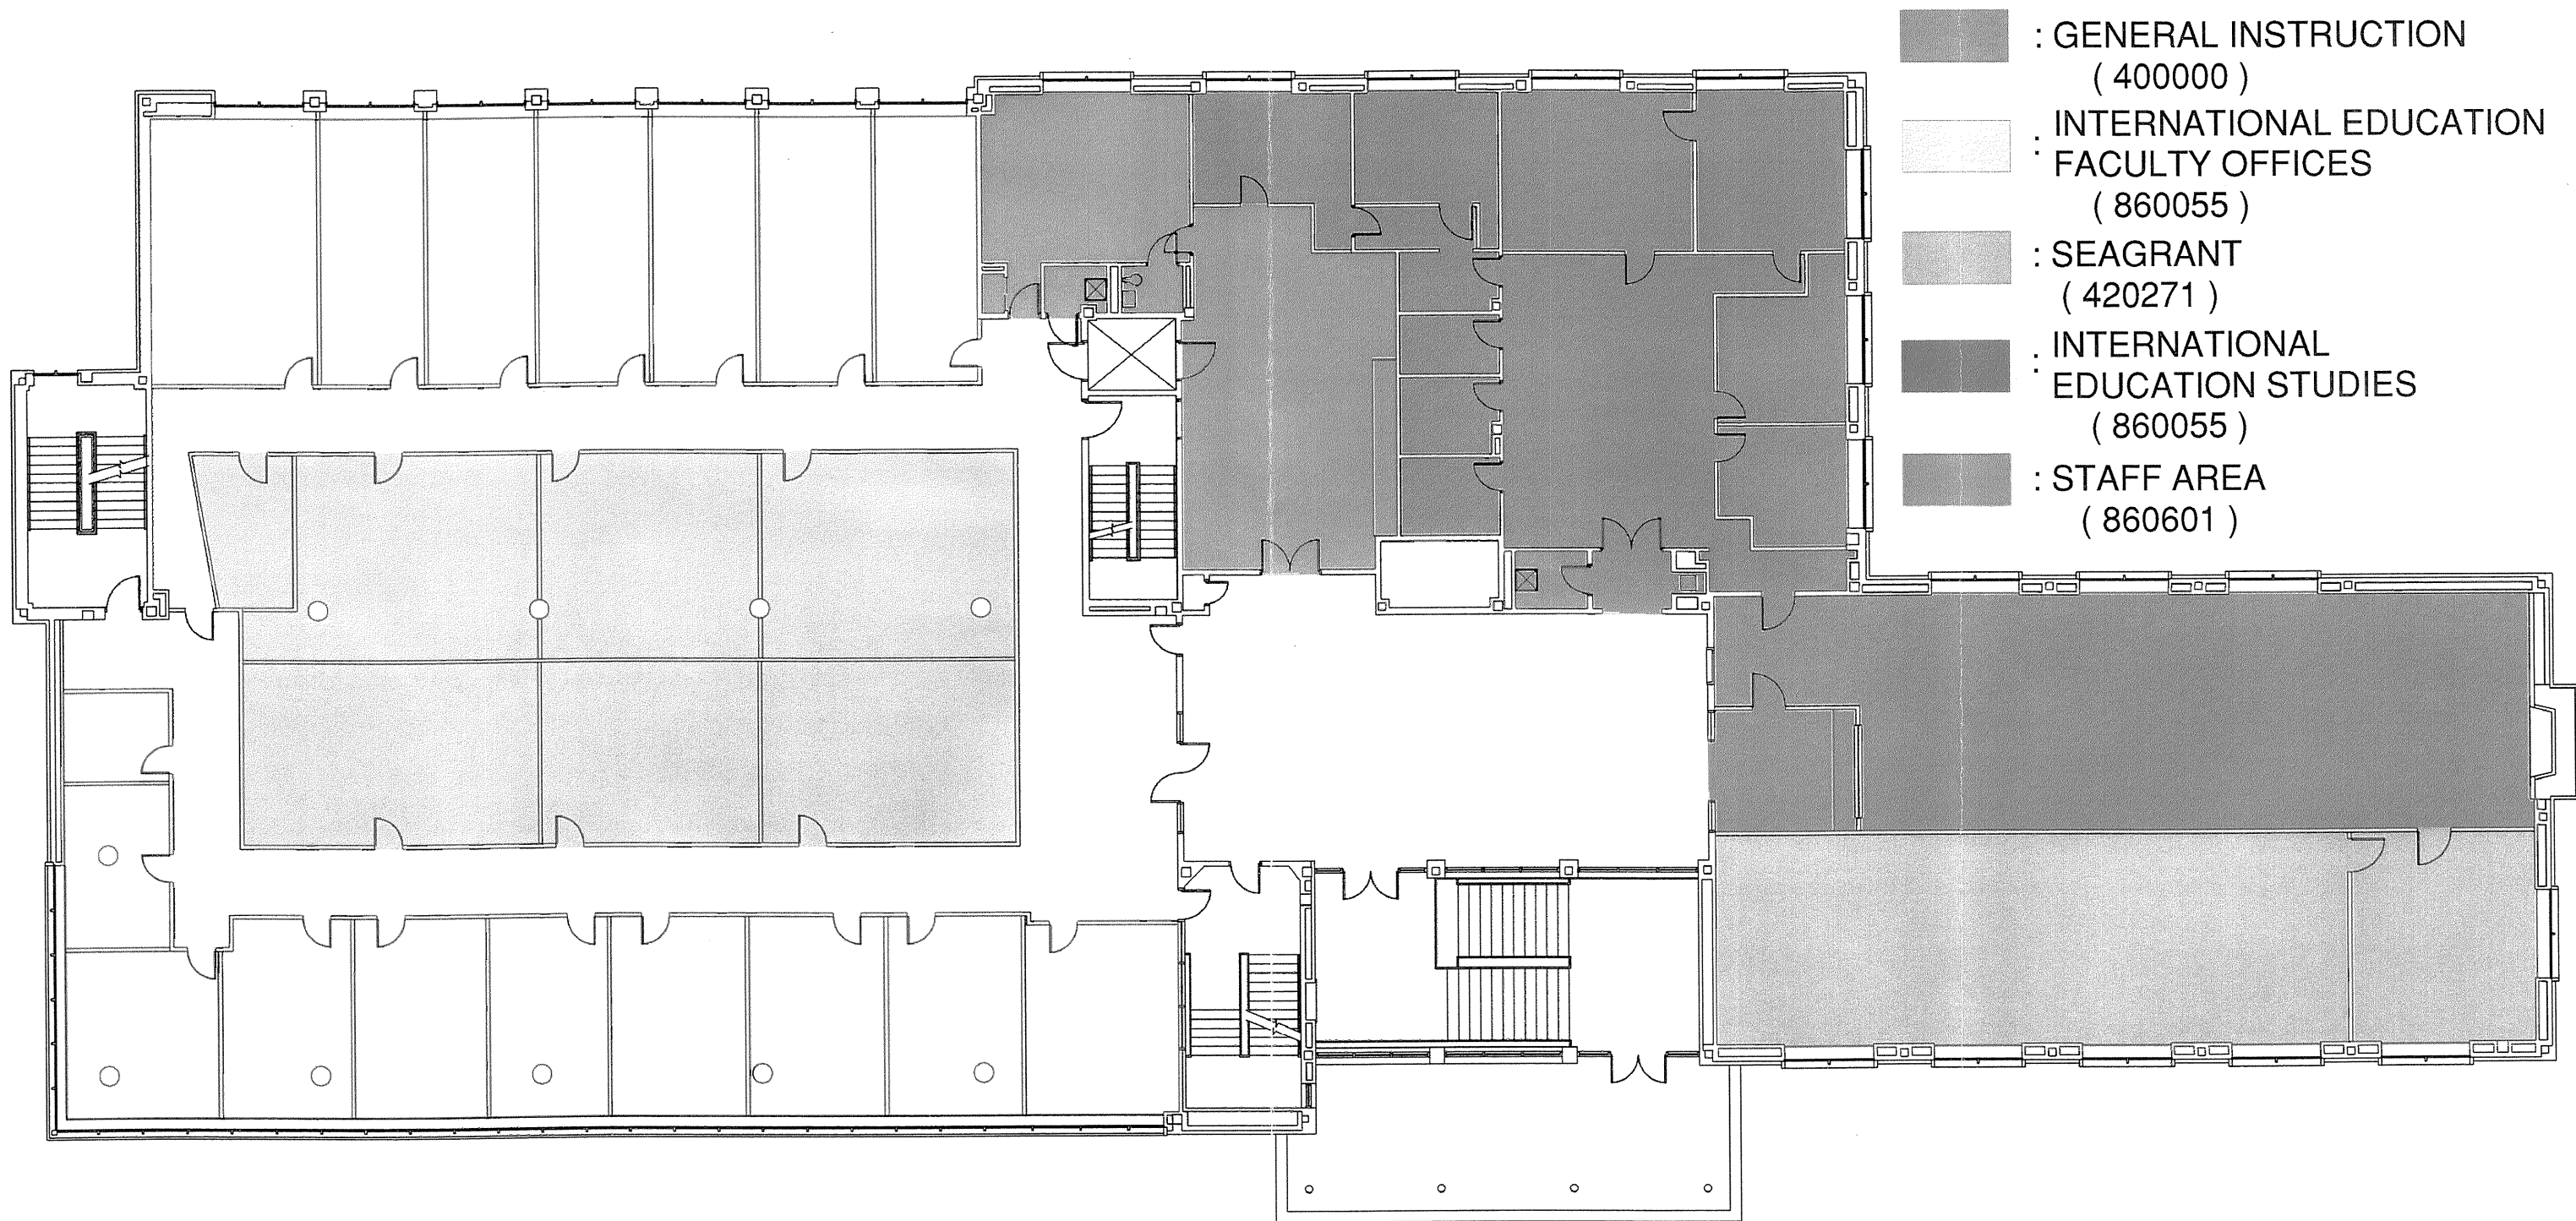 : GENERAL INSTRUCTION
( 400000 )
: INTERNATIONAL EDUCATION
FACULTY OFFICES
( 860055 )
: SEAGRANT
( 420271 )
: INTERNATIONAL
EDUCATION STUDIES
( 860055 )
: STAFF AREA
( 860601 )